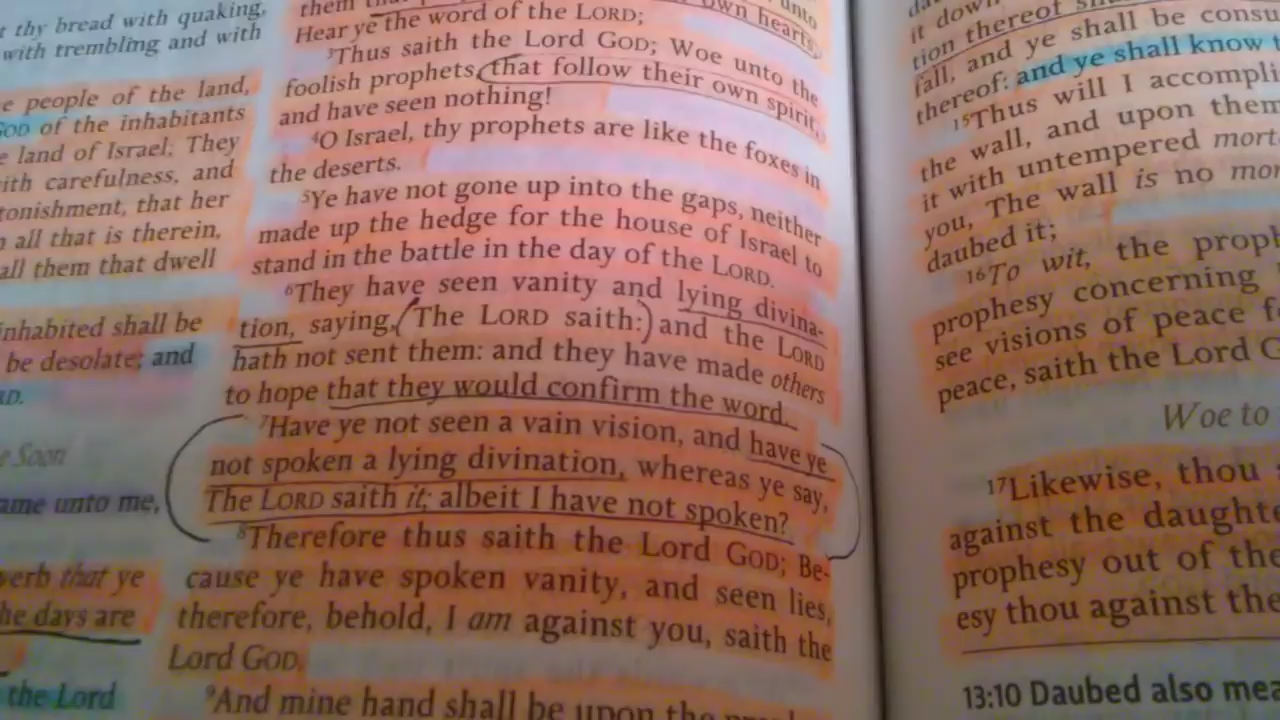 t thy bread with quaking,
with trembling and with
e people of the land,
GOD of the inhabitants
e land of Israel; They
ith carefulness, and
tonishment, that her
all that is therein,
all them that dwell
inhabited shall be
be desolate; and
RD.
e Soon
ame unto me,
verb that ye
he days are
the Lord
them unto
own hearts,
Hear ye the word of the LORD;
3Thus saith the Lord GOD; Woe unto the
foolish prophets, that follow their own spirit,
and have seen nothing!
4O Israel, thy prophets are like the foxes in
the deserts.
5Ye have not gone up into the gaps, neither
made up the hedge for the house of Israel to
stand in the battle in the day of the LORD.
6They have seen vanity and lying divina-
tion, saying, The LORD saith: and the LORD
hath not sent them: and they have made others
to hope that they would confirm the word.
7Have ye not seen a vain vision, and have ye
not spoken a lying divination, whereas ye say,
The LORD saith it; albeit I have not spoken?
8Therefore thus saith the Lord GOD; Be-
cause ye have spoken vanity, and seen lies,
therefore, behold, I am against you, saith the
Lord GOD.
9And mine hand shall be upon the
it down
tion thereof
fall, and ye shall be consu
thereof: and ye shall know t
15Thus will I accompli
the wall, and upon them
it with untempered mort
you, The wall is no mor
daubed it;
16To wit, the proph
prophesy concerning
see visions of peace f
peace, saith the Lord G
Woe to
17Likewise, thou
against the daughte
prophesy out of the
esy thou against the
13:10 Daubed also mea